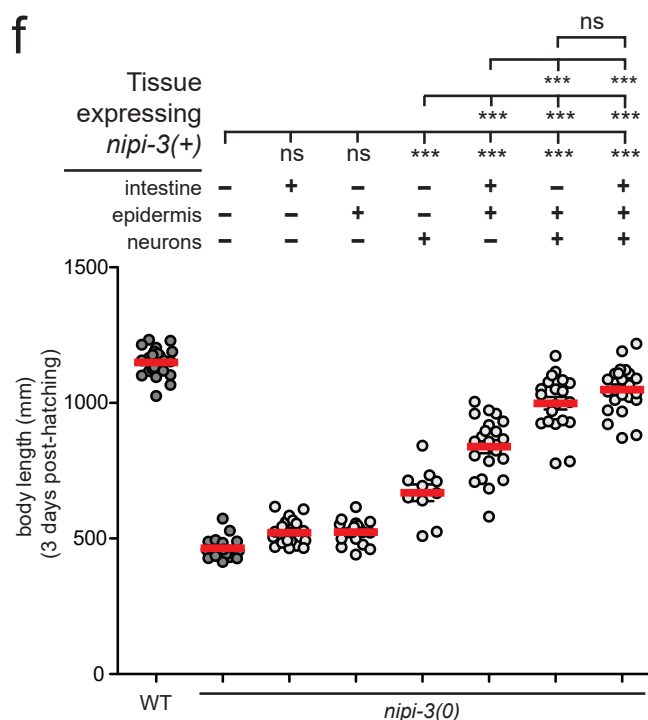 f
ns
Tissue
*** ***
expressing
*** *** ***
nipi-3(+)
ns ns *** *** *** ***
intestine − + − − + − +
epidermis − − + − + + +
neurons − − − + − + +
1500
1000
500
0
body length (mm)
(3 days post-hatching)
WT
nipi-3(0)